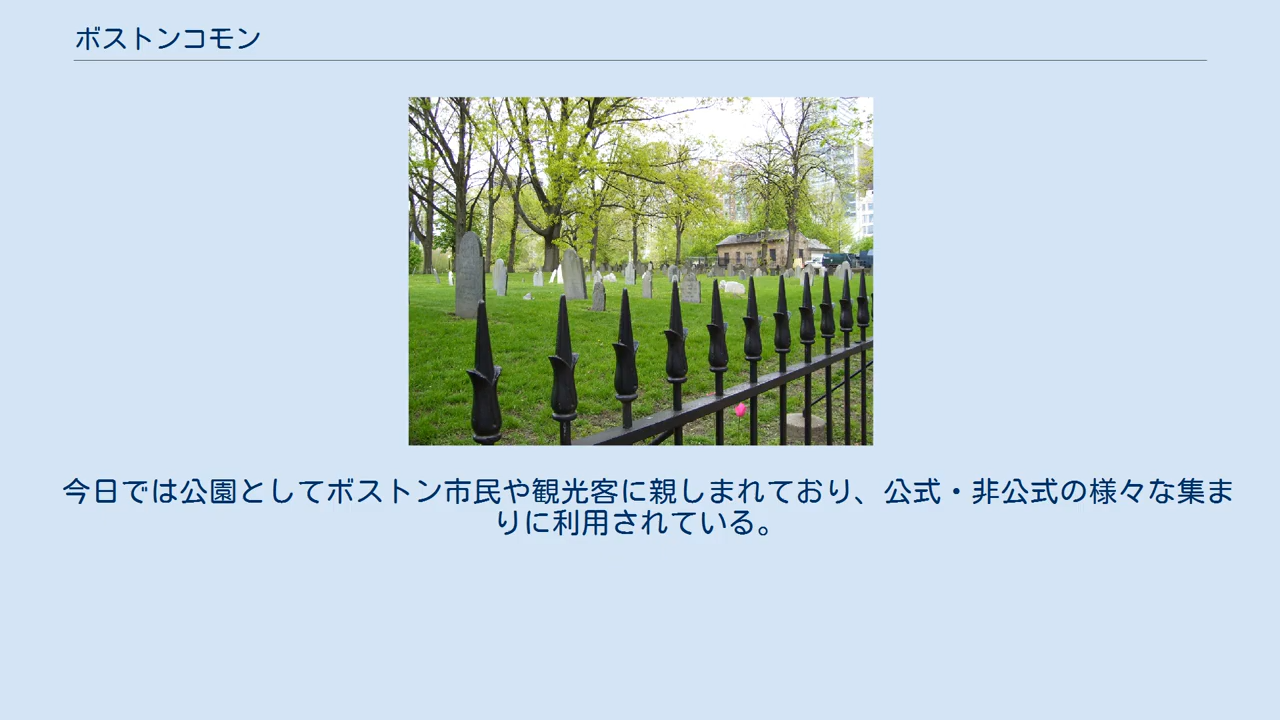 ボストンコモン
今日では公園としてボストン市民や観光客に親しまれており、公式・非公式の様々な集ま
りに利用されている。